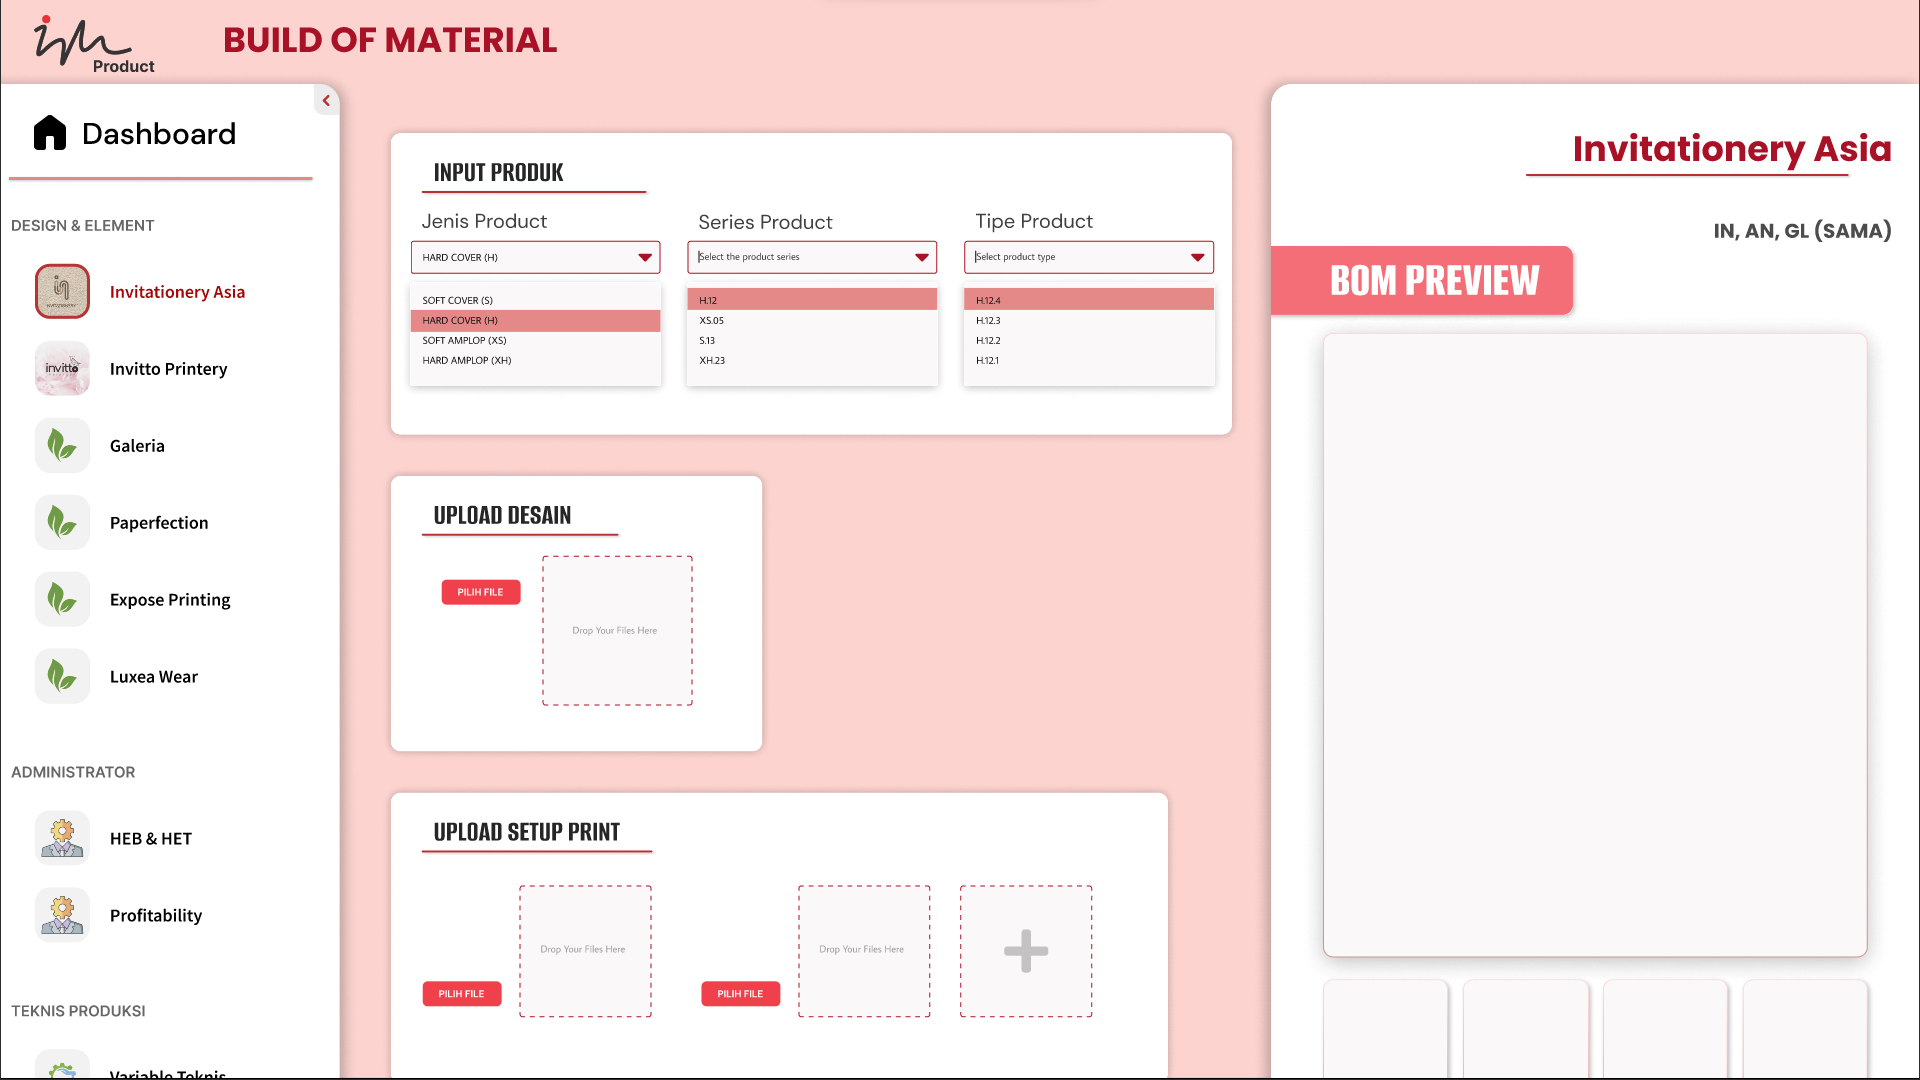 Product
BUILD OF MATERIAL
Dashboard
DESIGN & ELEMENT
Invitationery Asia
invitto
Invitto Printery
Galeria
Paperfection
Expose Printing
Luxea Wear
ADMINISTRATOR
HEB & HET
Profitability
TEKNIS PRODUKSI
Variable Teknis
INPUT PRODUK
Jenis Product
HARD COVER (H)
SOFT COVER (S)
HARD COVER (H)
SOFT AMPLOP (XS)
HARD AMPLOP (XH)
Series Product
Select the product series
H.12
XS.05
S.13
XH.23
Tipe Product
Select product type
H.12.4
H.12.3
H.12.2
H.12.1
UPLOAD DESAIN
PILIH FILE
Drop Your Files Here
UPLOAD SETUP PRINT
PILIH FILE
Drop Your Files Here
PILIH FILE
Drop Your Files Here
Invitationery Asia
IN, AN, GL (SAMA)
BOM PREVIEW